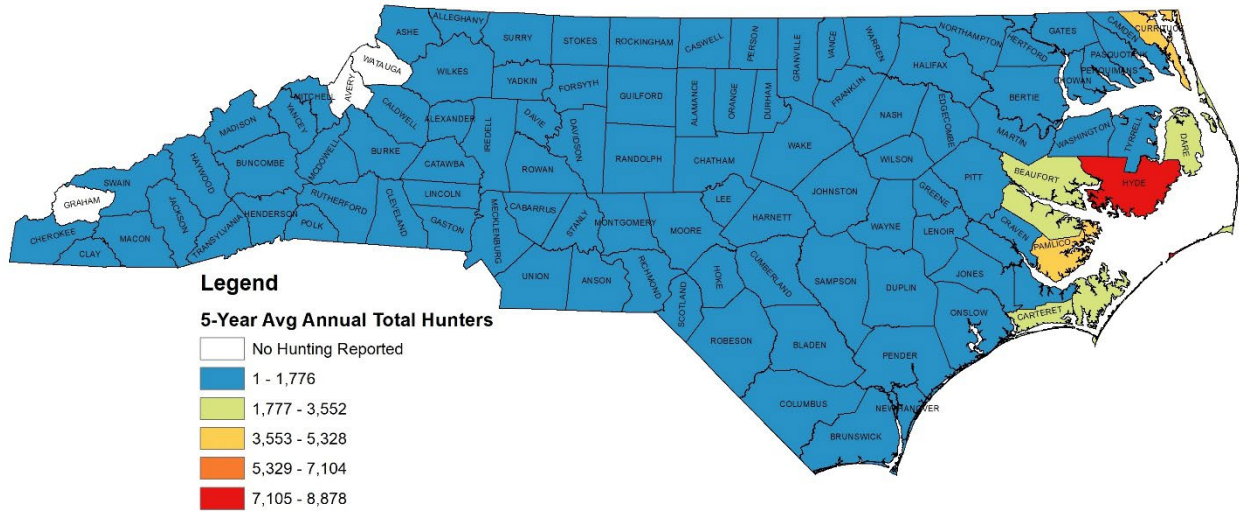 ALLEGHANY
ASHE
SURRY
STOKES
ROCKINGHAM
CASWELL
PERSON
GRANVILLE
VANCE
WARREN
NORTHAMPTON
HERTFORD
GATES
CAMDEN
CURRITUCK
WATAUGA
WILKES
YADKIN
FORSYTH
GUILFORD
ALAMANCE
ORANGE
DURHAM
FRANKLIN
HALIFAX
BERTIE
CHOWAN
PASQUOTANK
PERQUIMANS
AVERY
MITCHELL
YANCEY
MADISON
CALDWELL
ALEXANDER
IREDELL
DAVIE
DAVIDSON
RANDOLPH
CHATHAM
WAKE
NASH
EDGECOMBE
MARTIN
WASHINGTON
TYRRELL
DARE
HAYWOOD
BUNCOMBE
MCDOWELL
BURKE
CATAWBA
ROWAN
WILSON
PITT
BEAUFORT
HYDE
SWAIN
GRAHAM
JACKSON
HENDERSON
RUTHERFORD
CLEVELAND
LINCOLN
GASTON
MECKLENBURG
CABARRUS
STANLY
MONTGOMERY
MOORE
LEE
HARNETT
JOHNSTON
WAYNE
GREENE
LENOIR
CRAVEN
PAMLICO
CHEROKEE
CLAY
MACON
TRANSYLVANIA
POLK
UNION
ANSON
RICHMOND
SCOTLAND
HOKE
CUMBERLAND
SAMPSON
DUPLIN
JONES
ONSLOW
CARTERET
ROBESON
BLADEN
PENDER
COLUMBUS
NEW HANOVER
BRUNSWICK
Legend
5-Year Avg Annual Total Hunters
No Hunting Reported
1 - 1,776
1,777 - 3,552
3,553 - 5,328
5,329 - 7,104
7,105 - 8,878